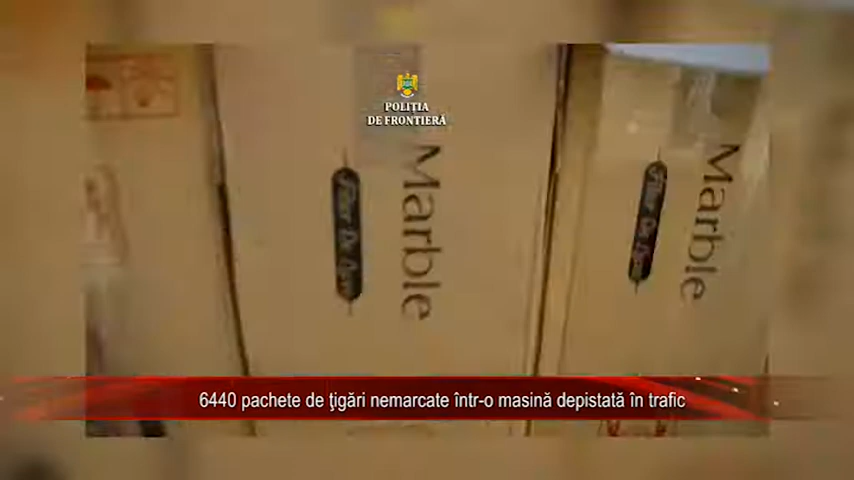 POLIȚIA
DE FRONTIERĂ
Marble
Marble
6440 pachete de ţigări nemarcate într-o masină depistată în trafic